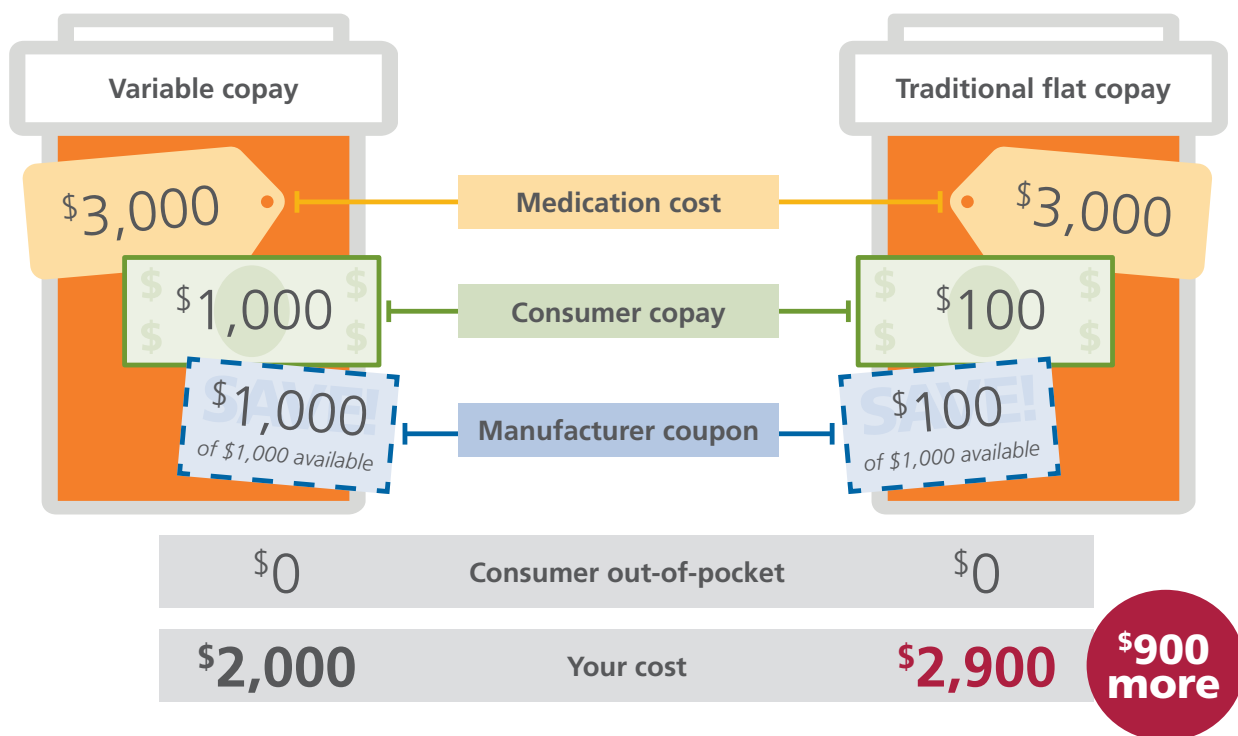 Variable copay
Traditional flat copay
$3,000
Medication cost
$3,000
$ $ $1,000 $ $
Consumer copay
$ $ $100 $ $
SAVE!
$1,000
of $1,000 available
Manufacturer coupon
SAVE!
$100
of $1,000 available
$0
Consumer out-of-pocket
$0
$2,000
Your cost
$2,900
$900
more